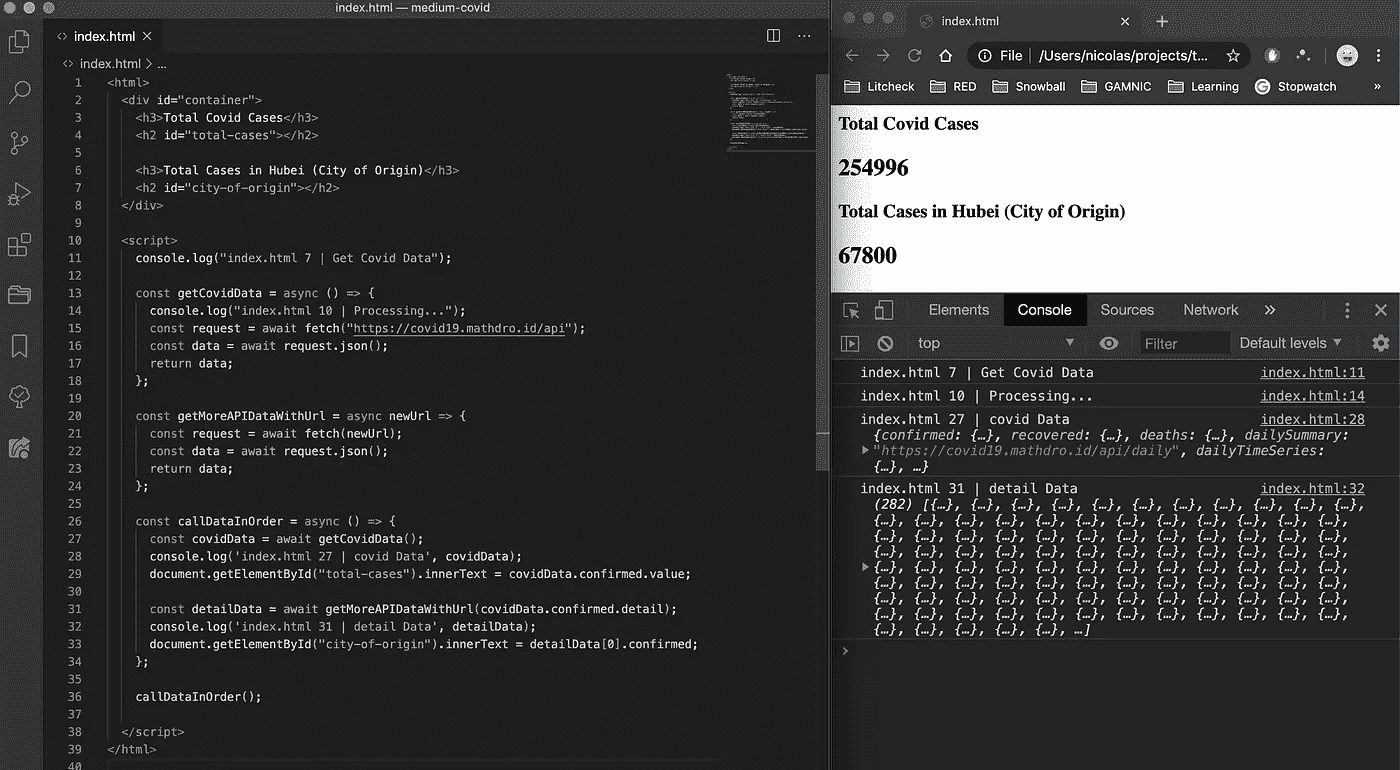 index.html — medium-covid
index.html
index.html > ...
1 <html>
2 <div id="container">
3 <h3>Total Covid Cases</h3>
4 <h2 id="total-cases"></h2>
5
6 <h3>Total Cases in Hubei (City of Origin)</h3>
7 <h2 id="city-of-origin"></h2>
8 </div>
9
10 <script>
11 console.log("index.html 7 | Get Covid Data");
12
13 const getCovidData = async () => {
14 console.log("index.html 10 | Processing...");
15 const request = await fetch("https://covid19.mathdro.id/api");
16 const data = await request.json();
17 return data;
18 };
19
20 const getMoreAPIDataWithUrl = async newUrl => {
21 const request = await fetch(newUrl);
22 const data = await request.json();
23 return data;
24 };
25
26 const callDataInOrder = async () => {
27 const covidData = await getCovidData();
28 console.log('index.html 27 | covid Data', covidData);
29 document.getElementById("total-cases").innerText = covidData.confirmed.value;
30
31 const detailData = await getMoreAPIDataWithUrl(covidData.confirmed.detail);
32 console.log('index.html 31 | detail Data', detailData);
33 document.getElementById("city-of-origin").innerText = detailData[0].confirmed;
34 };
35
36 callDataInOrder();
37
38 </script>
39 </html>
40
index.html
File | /Users/nicolas/projects/t...
Litcheck RED Snowball GAMNIC Learning Stopwatch »
Total Covid Cases
254996
Total Cases in Hubei (City of Origin)
67800
Elements Console Sources Network »
top Filter Default levels
index.html 7 | Get Covid Data index.html:11
index.html 10 | Processing... index.html:14
index.html 27 | covid Data index.html:28
{confirmed: {…}, recovered: {…}, deaths: {…}, dailySummary:
"https://covid19.mathdro.id/api/daily", dailyTimeSeries:
{…}, …}
index.html 31 | detail Data index.html:32
(282) [{…}, {…}, {…}, {…}, {…}, {…}, {…}, {…}, {…}, {…}, {…},
{…}, {…}, {…}, {…}, {…}, {…}, {…}, {…}, {…}, {…}, {…}, {…},
{…}, {…}, {…}, {…}, {…}, {…}, {…}, {…}, {…}, {…}, {…}, {…},
{…}, {…}, {…}, {…}, {…}, {…}, {…}, {…}, {…}, {…}, {…}, {…},
{…}, {…}, {…}, {…}, {…}, {…}, {…}, {…}, {…}, {…}, {…}, {…},
{…}, {…}, {…}, {…}, {…}, {…}, {…}, {…}, {…}, {…}, {…}, {…},
{…}, {…}, {…}, {…}, {…}, {…}, {…}, {…}, {…}, {…}, {…}, {…},
{…}, {…}, {…}, {…}, {…}, {…}, {…}, {…}, {…}, {…}, {…}, {…},
{…}, {…}, {…}, {…}, {…}, …]